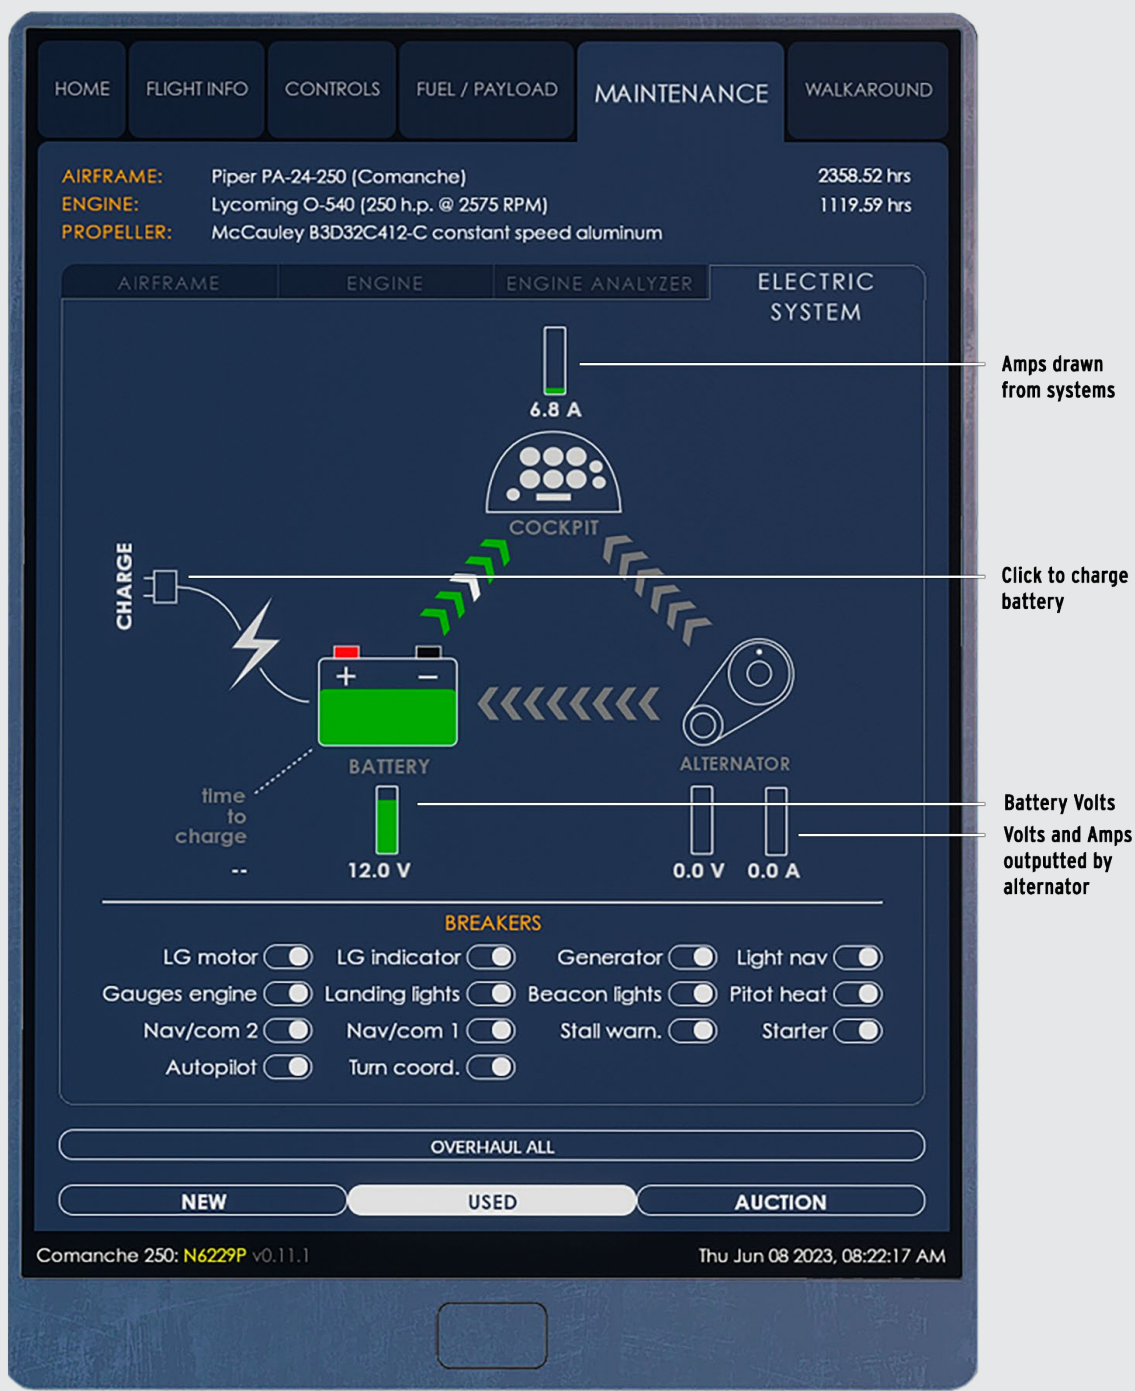 HOME FLIGHT INFO CONTROLS FUEL / PAYLOAD MAINTENANCE WALKAROUND
AIRFRAME: Piper PA-24-250 (Comanche) 2358.52 hrs
ENGINE: Lycoming O-540 (250 h.p. @ 2575 RPM) 1119.59 hrs
PROPELLER: McCauley B3D32C412-C constant speed aluminum
AIRFRAME ENGINE ENGINE ANALYZER ELECTRIC
SYSTEM
Amps drawn
from systems
6.8 A
COCKPIT
CHARGE
Click to charge
battery
+ −
BATTERY ALTERNATOR
time
to
charge
--
Battery Volts
Volts and Amps
outputted by
alternator
12.0 V 0.0 V 0.0 A
BREAKERS
LG motor LG indicator Generator Light nav
Gauges engine Landing lights Beacon lights Pitot heat
Nav/com 2 Nav/com 1 Stall warn. Starter
Autopilot Turn coord.
OVERHAUL ALL
NEW USED AUCTION
Comanche 250: N6229P v0.11.1 Thu Jun 08 2023, 08:22:17 AM